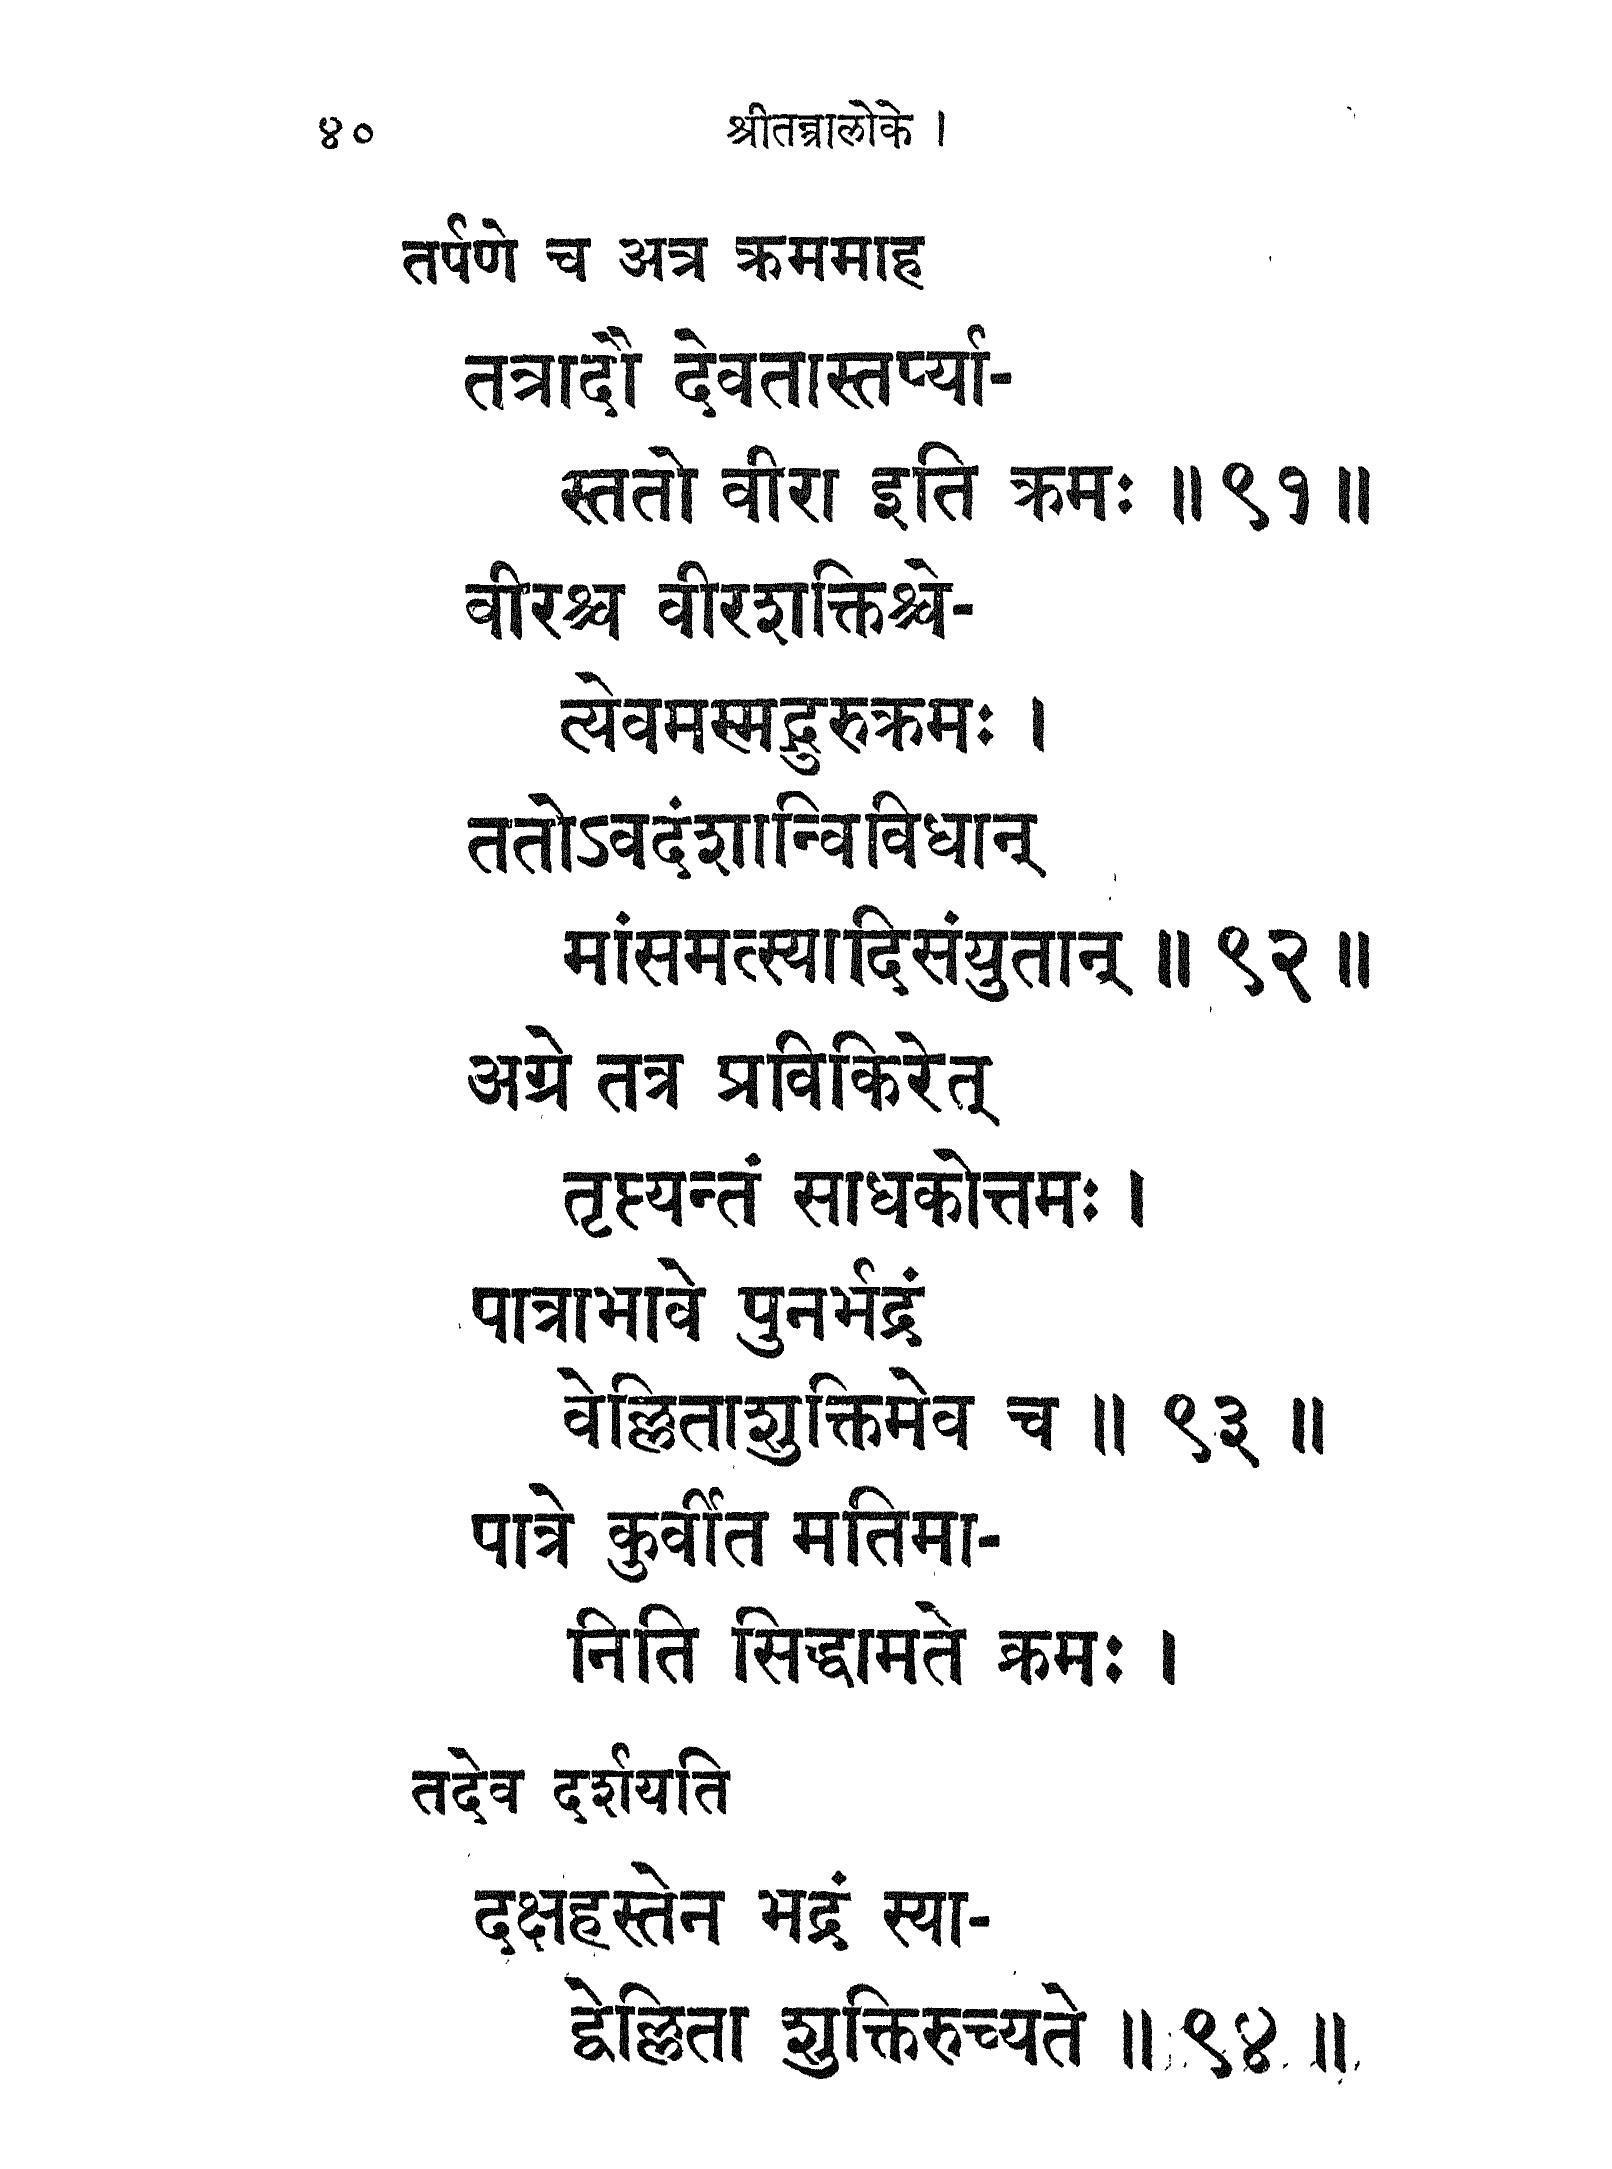 ४०
श्रीतन्त्रालोके ।
तर्पणे च अत्र क्रममाह
तत्रादौ देवतास्तर्प्या-
स्ततो वीरा इति क्रमः ॥ ९१ ॥
वीरश्च वीरशक्तिश्चे-
त्येवमस्मद्गुरुक्रमः ।
ततोऽवदंशान्विविधान्
मांसमत्स्यादिसंयुतान् ॥ ९२ ॥
अग्रे तत्र प्रविकिरेत्
तृप्त्यन्तं साधकोत्तमः ।
पात्राभावे पुनर्भद्रं
वेल्लिताशुक्तिमेव च ॥ ९३ ॥
पात्रे कुर्वीत मतिमा-
निति सिद्धामते क्रमः ।
तदेव दर्शयति
दक्षहस्तेन भद्रं स्या-
द्वेल्लिता शुक्तिरुच्यते ॥ ९४ ॥